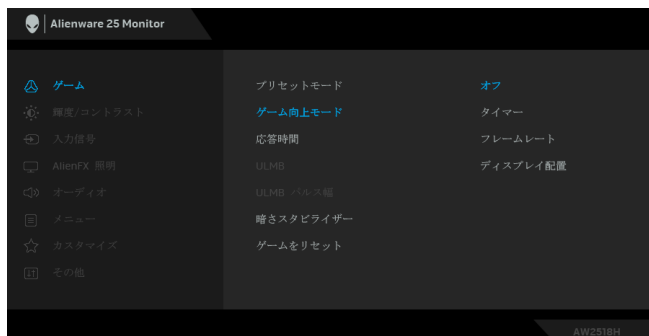 Alienware 25 Monitor
ゲーム
輝度/コントラスト
入力信号
AlienFX 照明
オーディオ
メニュー
カスタマイズ
その他
プリセットモード
ゲーム向上モード
応答時間
ULMB
ULMB パルス幅
暗さスタビライザー
ゲームをリセット
オフ
タイマー
フレームレート
ディスプレイ配置
AW2518H